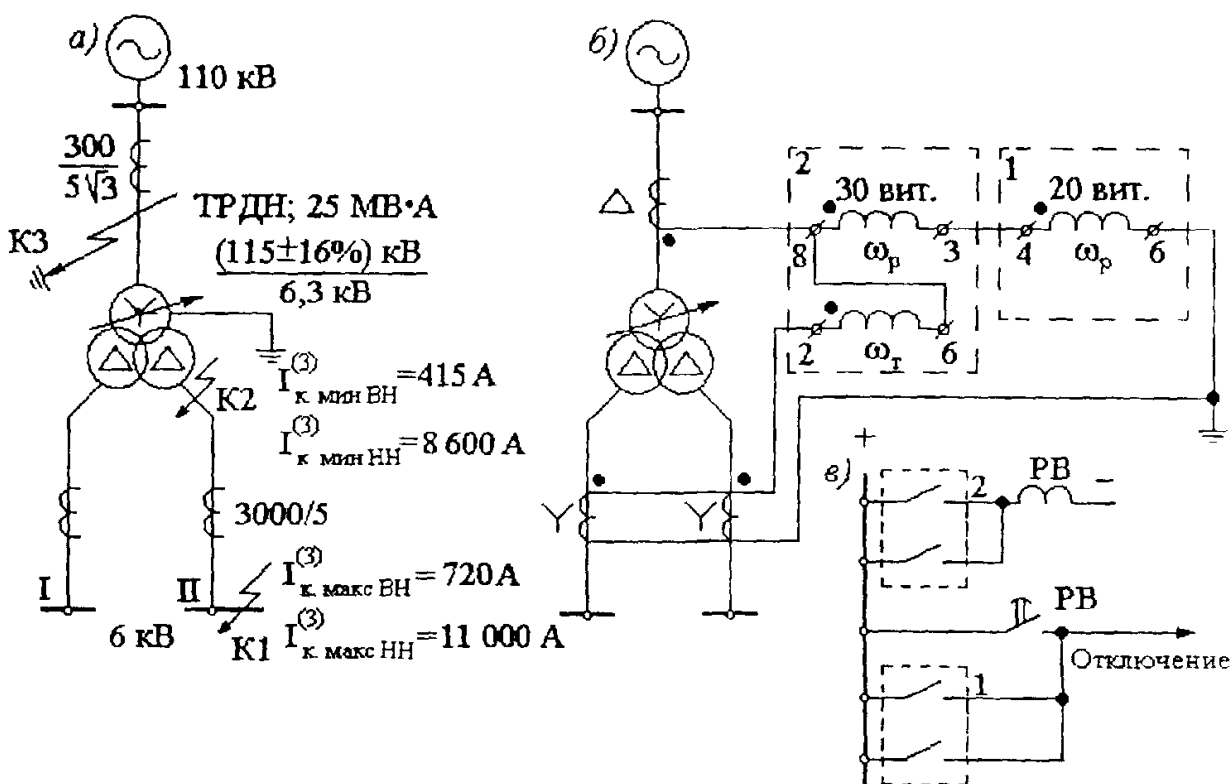 а)
110 кВ
300
5√3
К3
ТРДН; 25 МВ•А
(115±16%) кВ
6,3 кВ
К2
I(3) к. мин ВН =415 А
I(3) к. мин НН =8 600 А
3000/5
I
II
6 кВ
К1
I(3) к. макс ВН = 720А
I(3) к. макс НН =11 000 А
б)
2
30 вит.
8
ωр
3
2
ωт
6
1
20 вит.
4
ωр
6
в)
+
2
РВ
–
РВ
Отключение
1